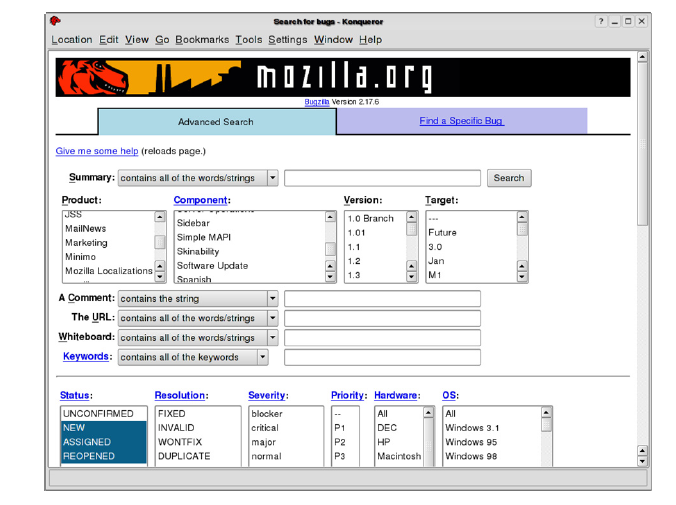 Search for bugs - Konqueror
Location Edit View Go Bookmarks Tools Settings Window Help
mozilla.org
Bugzilla Version 2.17.6
Advanced Search Find a Specific Bug
Give me some help (reloads page.)
Summary: contains all of the words/strings Search
Product: Component: Version: Target:
JSS
MailNews
Marketing
Minimo
Mozilla Localizations
Sidebar
Simple MAPI
Skinability
Software Update
Spanish
1.0 Branch
1.01
1.1
1.2
1.3
---
Future
3.0
Jan
M1
A Comment: contains the string
The URL: contains all of the words/strings
Whiteboard: contains all of the words/strings
Keywords: contains all of the keywords
Status: Resolution: Severity: Priority: Hardware: OS:
UNCONFIRMED FIXED blocker -- All All
NEW INVALID critical P1 DEC Windows 3.1
ASSIGNED WONTFIX major P2 HP Windows 95
REOPENED DUPLICATE normal P3 Macintosh Windows 98